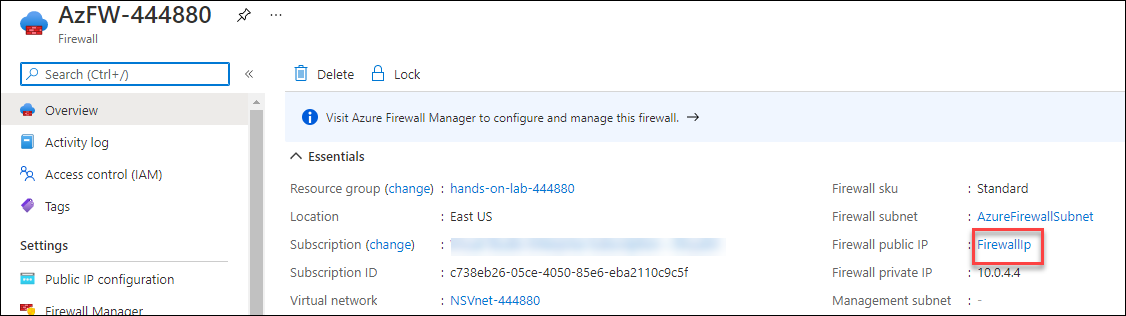 AzFW-444880
Firewall
Search (Ctrl+/)
Overview
Activity log
Access control (IAM)
Tags
Settings
Public IP configuration
Firewall Manager
Delete Lock
Visit Azure Firewall Manager to configure and manage this firewall.
Essentials
Resource group (change) : hands-on-lab-444880
Location : East US
Subscription (change) :
Subscription ID : c738eb26-05ce-4050-85e6-eba2110c9c5f
Virtual network : NSVnet-444880
Firewall sku : Standard
Firewall subnet : AzureFirewallSubnet
Firewall public IP : FirewallIp
Firewall private IP : 10.0.4.4
Management subnet : -